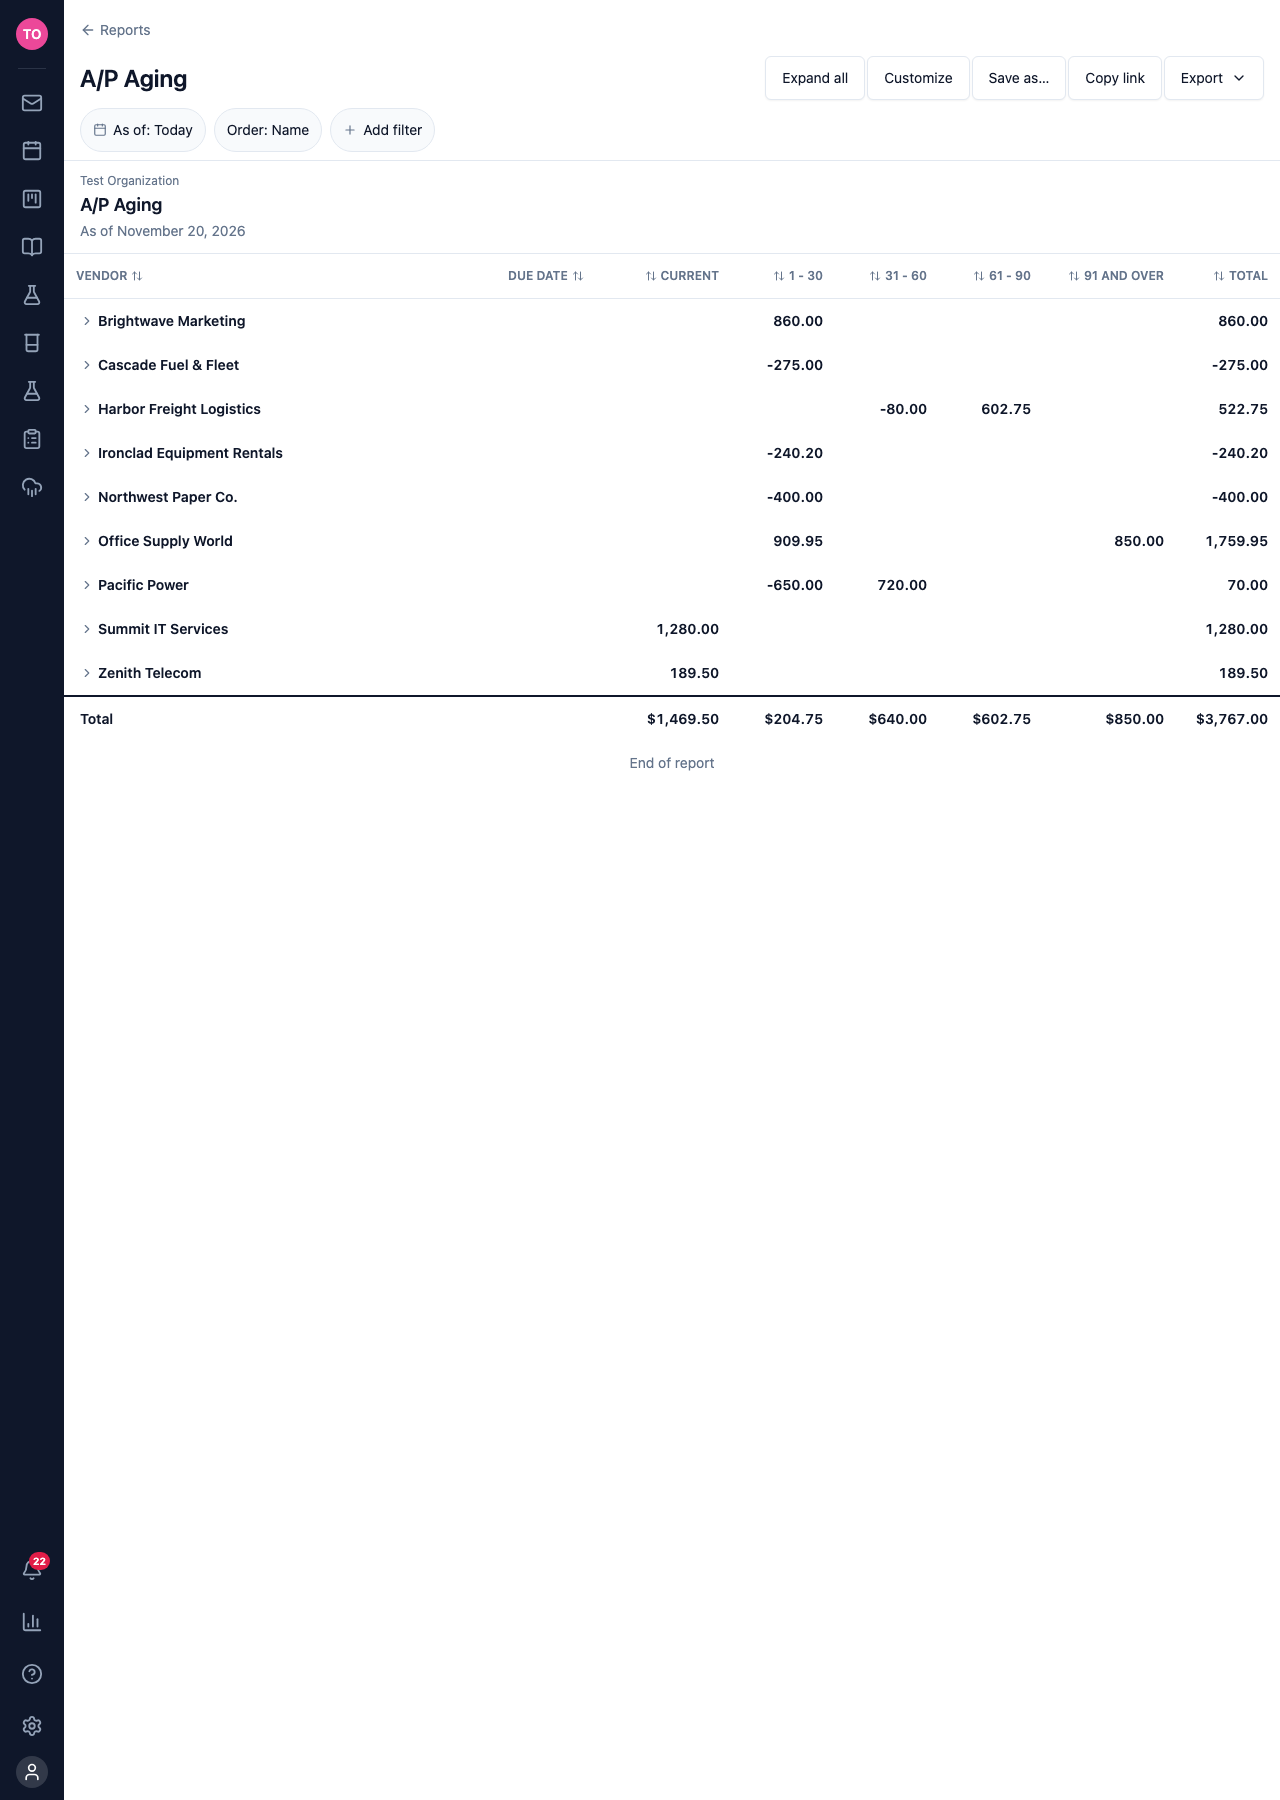 TO
Reports
A/P Aging
Expand all Customize Save as... Copy link Export
As of: Today Order: Name Add filter
Test Organization
A/P Aging
As of November 20, 2026
VENDOR DUE DATE CURRENT 1 - 30 31 - 60 61 - 90 91 AND OVER TOTAL
Brightwave Marketing 860.00 860.00
Cascade Fuel & Fleet -275.00 -275.00
Harbor Freight Logistics -80.00 602.75 522.75
Ironclad Equipment Rentals -240.20 -240.20
Northwest Paper Co. -400.00 -400.00
Office Supply World 909.95 850.00 1,759.95
Pacific Power -650.00 720.00 70.00
Summit IT Services 1,280.00 1,280.00
Zenith Telecom 189.50 189.50
Total $1,469.50 $204.75 $640.00 $602.75 $850.00 $3,767.00
End of report
22